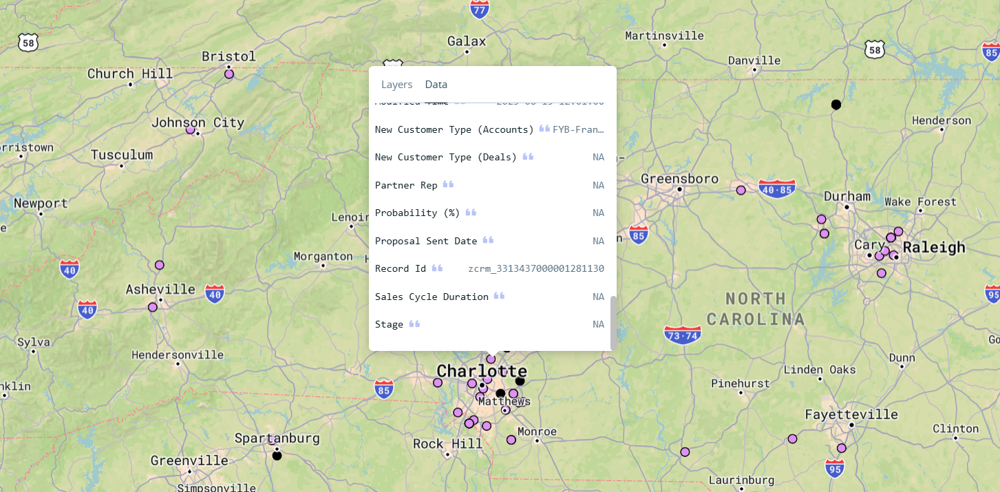 77
58
Galax
Martinsville
58
85
Bristol
Danville
Church Hill
Layers Data
Time
Johnson City
New Customer Type (Accounts) FYB-Fran…
Henderson
rristown
Tusculum
New Customer Type (Deals) NA
Greensboro
Partner Rep NA
40·85
Durham
Wake Forest
Newport
Probability (%) NA
Lenoir
85
Proposal Sent Date NA
Cary
Raleigh
Morganton
40
Record Id zcrm_3313437000001281130
Asheville
40
Sales Cycle Duration NA
95
40
NORTH
CAROLINA
Stage NA
73·74
Sylva
Hendersonville
Go
Dunn
Charlotte
Linden Oaks
nklin
85
Pinehurst
Matthews
Fayetteville
Clinton
Monroe
Spartanburg
Rock Hill
Greenville
95
Laurinburg
Simpsonville